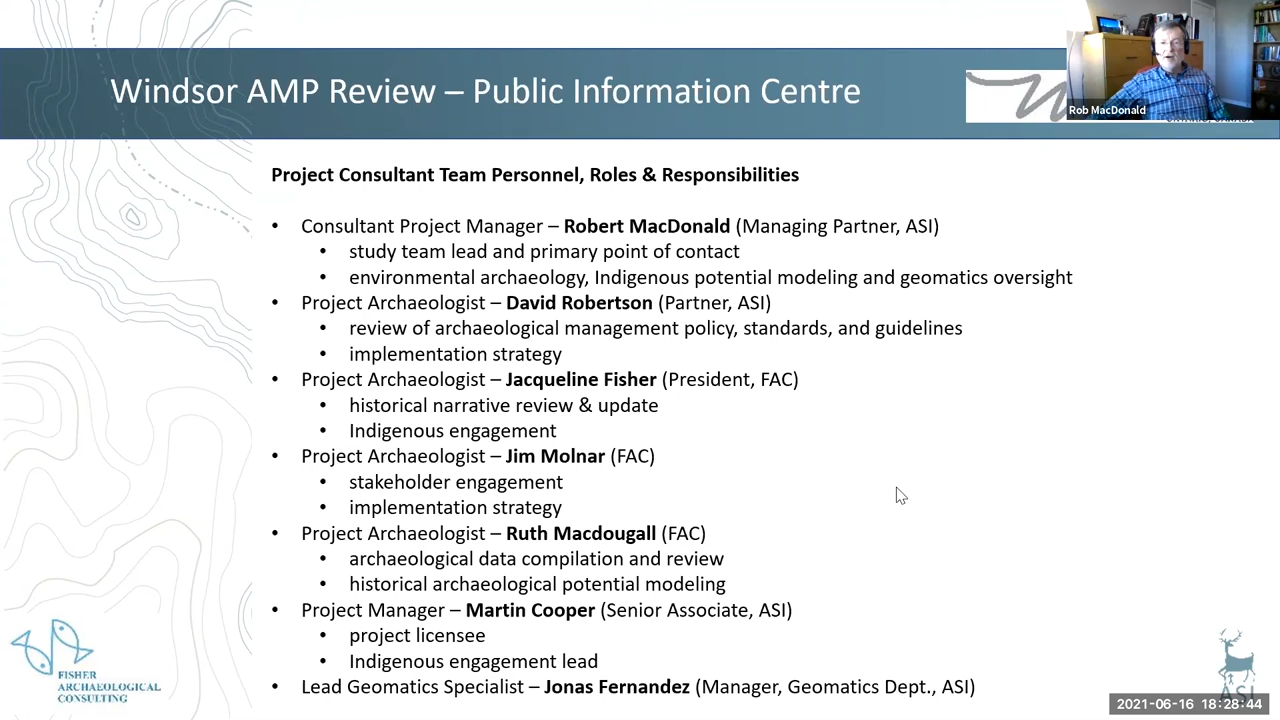 Windsor AMP Review – Public Information Centre
Rob MacDonald
Project Consultant Team Personnel, Roles & Responsibilities
• Consultant Project Manager – Robert MacDonald (Managing Partner, ASI)
• study team lead and primary point of contact
• environmental archaeology, Indigenous potential modeling and geomatics oversight
• Project Archaeologist – David Robertson (Partner, ASI)
• review of archaeological management policy, standards, and guidelines
• implementation strategy
• Project Archaeologist – Jacqueline Fisher (President, FAC)
• historical narrative review & update
• Indigenous engagement
• Project Archaeologist – Jim Molnar (FAC)
• stakeholder engagement
• implementation strategy
• Project Archaeologist – Ruth Macdougall (FAC)
• archaeological data compilation and review
• historical archaeological potential modeling
• Project Manager – Martin Cooper (Senior Associate, ASI)
• project licensee
• Indigenous engagement lead
• Lead Geomatics Specialist – Jonas Fernandez (Manager, Geomatics Dept., ASI)
FISHER
ARCHAEOLOGICAL
CONSULTING
ASI
2021-06-16 18:28:44